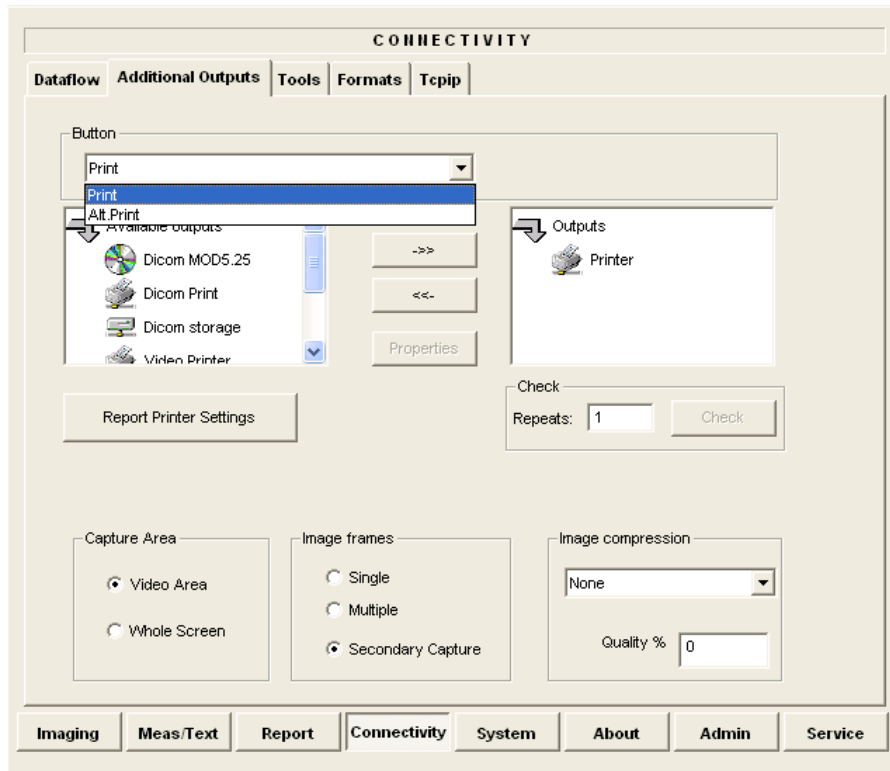 CONNECTIVITY
Dataflow Additional Outputs Tools Formats Tcpip
Button
Print
Print
Alt.Print
Available outputs
Dicom MOD5.25
Dicom Print
Dicom storage
Video Printer
->>
<<-
Properties
Outputs
Printer
Report Printer Settings
Check
Repeats: 1 Check
Capture Area
Video Area
Whole Screen
Image frames
Single
Multiple
Secondary Capture
Image compression
None
Quality % 0
Imaging Meas/Text Report Connectivity System About Admin Service